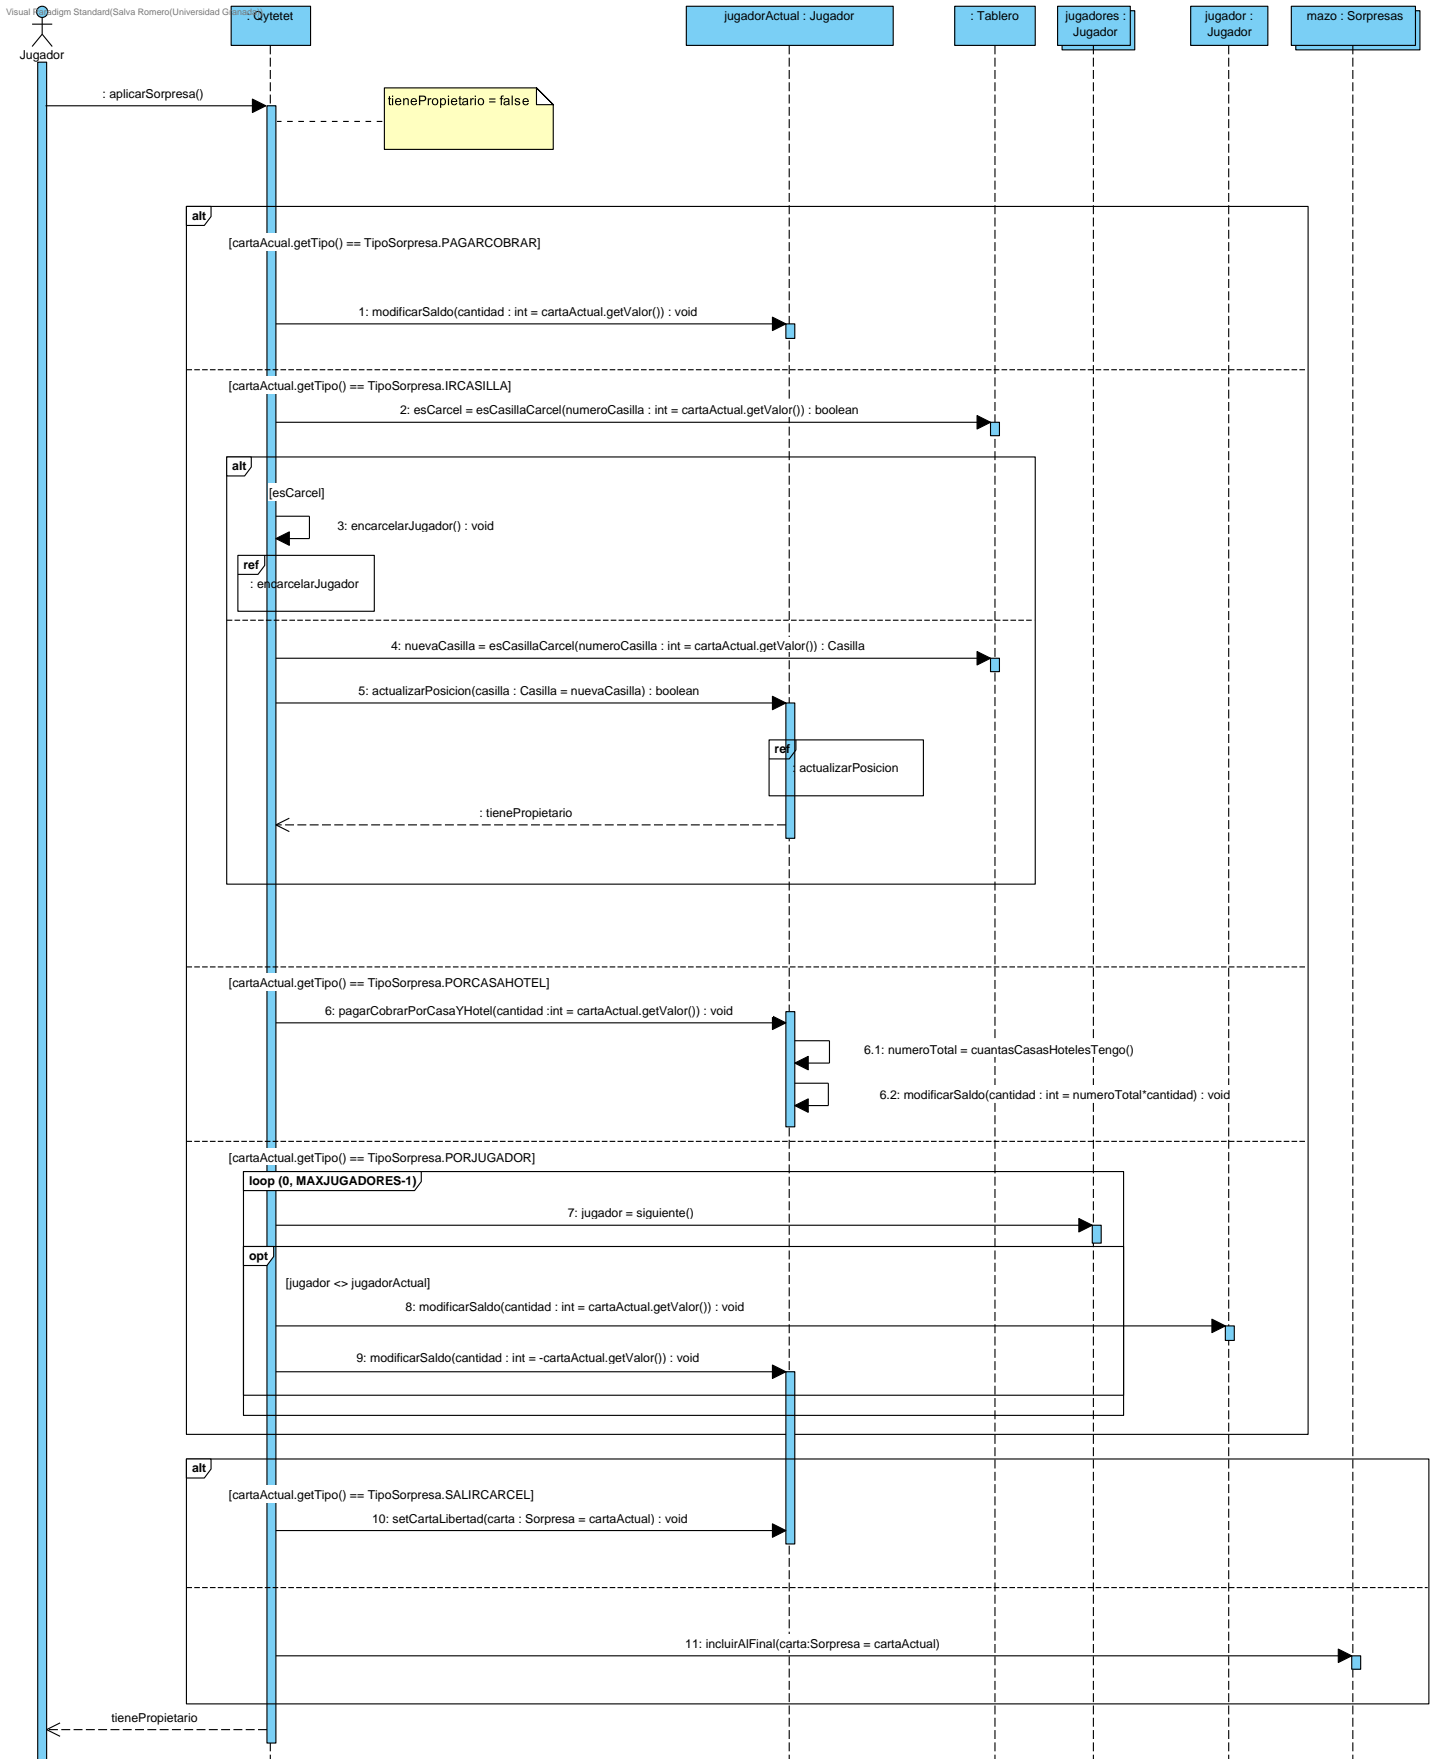 Visual Paradigm Standard(Salva Romero(Universidad Granada))
: Qytetet
jugadorActual : Jugador
: Tablero
jugadores :
Jugador
jugador :
Jugador
mazo : Sorpresas
Jugador
: aplicarSorpresa()
tienePropietario = false
alt
[cartaAcual.getTipo() == TipoSorpresa.PAGARCOBRAR]
1: modificarSaldo(cantidad : int = cartaActual.getValor()) : void
[cartaActual.getTipo() == TipoSorpresa.IRCASILLA]
2: esCarcel = esCasillaCarcel(numeroCasilla : int = cartaActual.getValor()) : boolean
alt
[esCarcel]
3: encarcelarJugador() : void
ref
: encarcelarJugador
4: nuevaCasilla = esCasillaCarcel(numeroCasilla : int = cartaActual.getValor()) : Casilla
5: actualizarPosicion(casilla : Casilla = nuevaCasilla) : boolean
ref
: actualizarPosicion
: tienePropietario
[cartaActual.getTipo() == TipoSorpresa.PORCASAHOTEL]
6: pagarCobrarPorCasaYHotel(cantidad :int = cartaActual.getValor()) : void
6.1: numeroTotal = cuantasCasasHotelesTengo()
6.2: modificarSaldo(cantidad : int = numeroTotal*cantidad) : void
[cartaActual.getTipo() == TipoSorpresa.PORJUGADOR]
loop (0, MAXJUGADORES-1)
7: jugador = siguiente()
opt
[jugador <> jugadorActual]
8: modificarSaldo(cantidad : int = cartaActual.getValor()) : void
9: modificarSaldo(cantidad : int = -cartaActual.getValor()) : void
alt
[cartaActual.getTipo() == TipoSorpresa.SALIRCARCEL]
10: setCartaLibertad(carta : Sorpresa = cartaActual) : void
11: incluirAlFinal(carta:Sorpresa = cartaActual)
tienePropietario